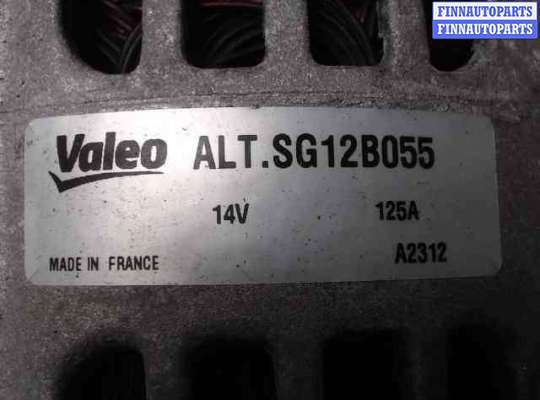 FINNAUTOPARTS
FINNAUTOPARTS
Valeo ALT.SG12B055
14V 125A
MADE IN FRANCE A2312